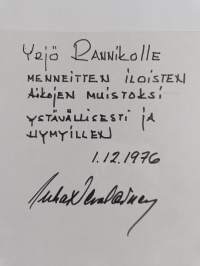 Yrjö Rannikolle
menneitten iloisten
aikojen muistoksi
ystävällisesti ja
hymyillen
1.12.1976